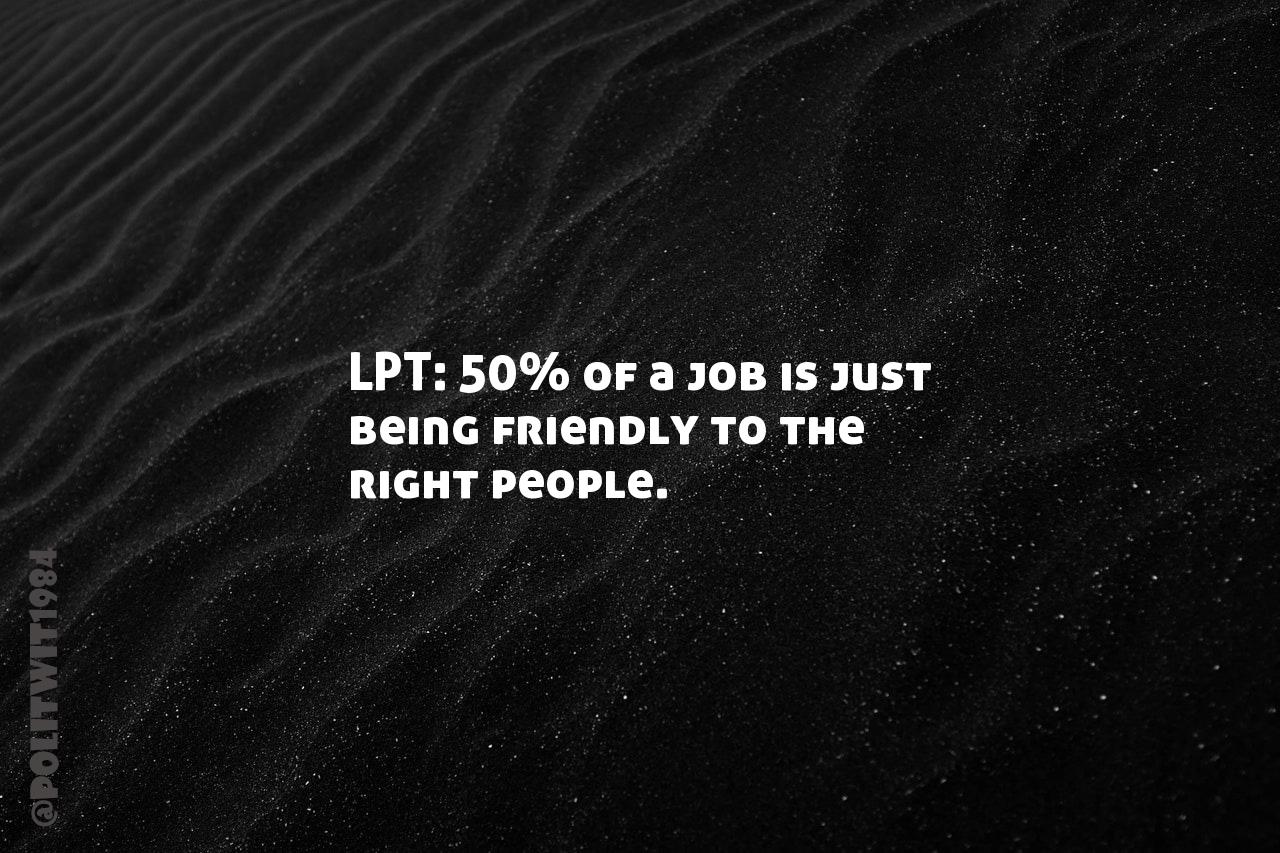 LPT: 50% of a job is just
being friendly to the
right people.
@POLITWIT1984